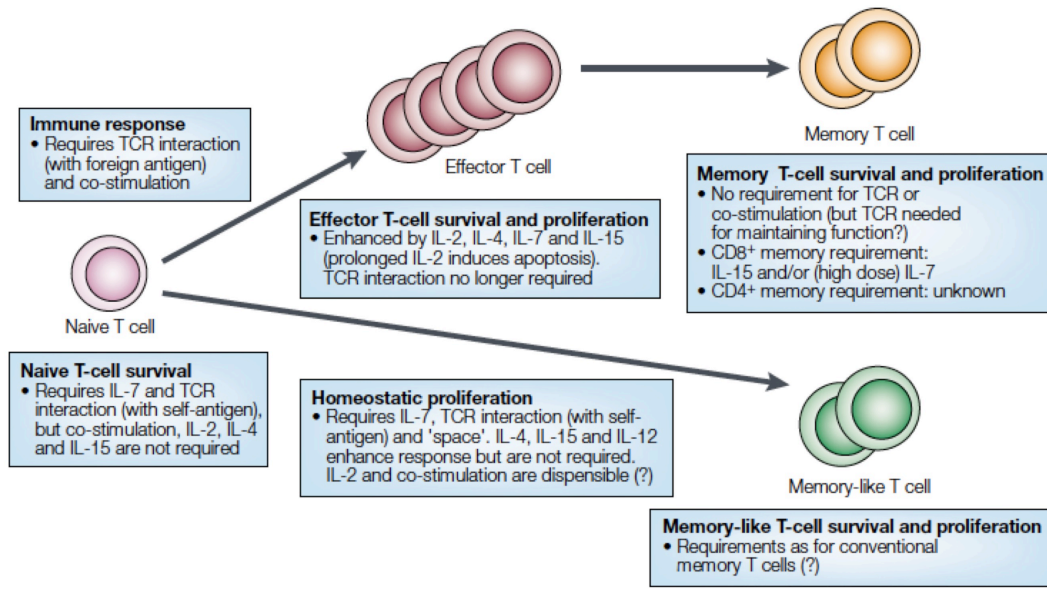 Immune response
• Requires TCR interaction
(with foreign antigen)
and co-stimulation
Effector T cell
Memory T cell
Effector T-cell survival and proliferation
• Enhanced by IL-2, IL-4, IL-7 and IL-15
(prolonged IL-2 induces apoptosis).
TCR interaction no longer required
Memory T-cell survival and proliferation
• No requirement for TCR or
co-stimulation (but TCR needed
for maintaining function?)
• CD8+ memory requirement:
IL-15 and/or (high dose) IL-7
• CD4+ memory requirement: unknown
Naive T cell
Naive T-cell survival
• Requires IL-7 and TCR
interaction (with self-antigen),
but co-stimulation, IL-2, IL-4
and IL-15 are not required
Homeostatic proliferation
• Requires IL-7, TCR interaction (with self-
antigen) and 'space'. IL-4, IL-15 and IL-12
enhance response but are not required.
IL-2 and co-stimulation are dispensible (?)
Memory-like T cell
Memory-like T-cell survival and proliferation
• Requirements as for conventional
memory T cells (?)